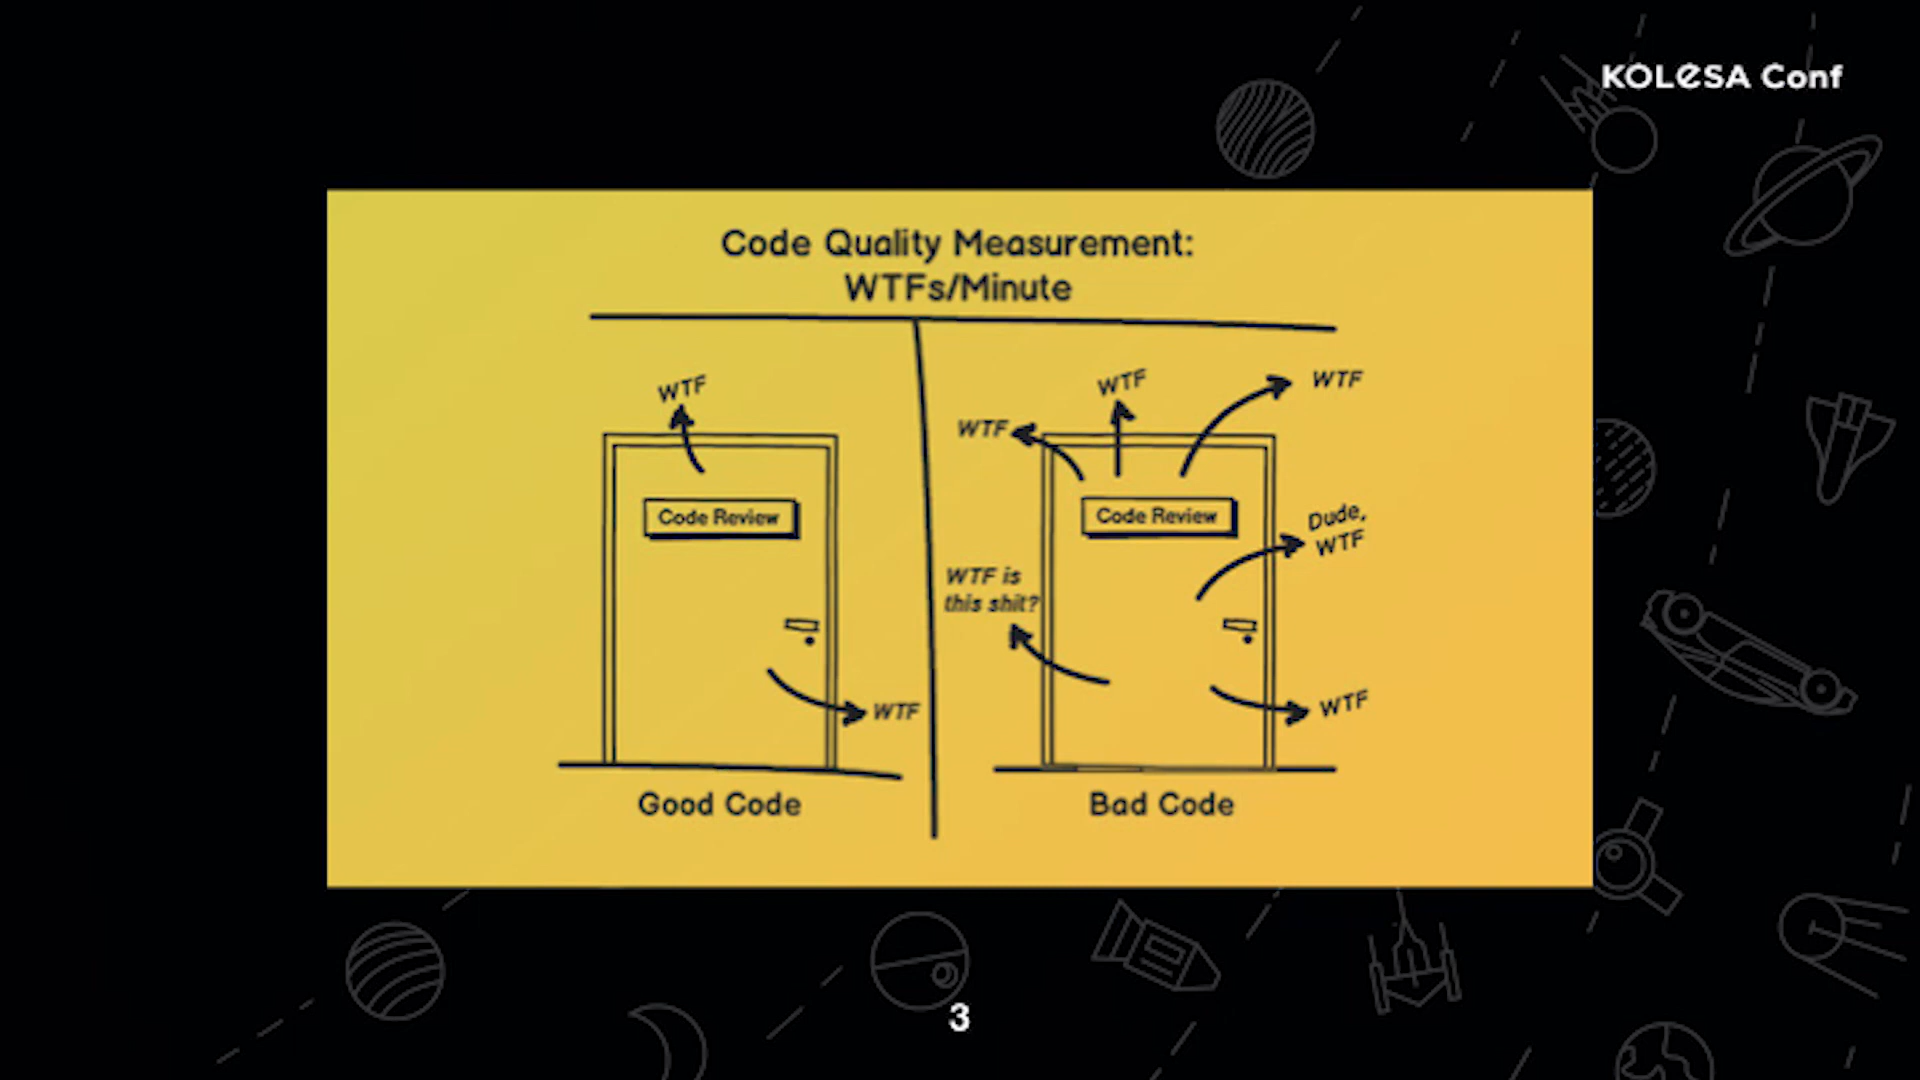 KOLESA Conf
Code Quality Measurement:
WTFs/Minute
WTF
Code Review
WTF
Good Code
WTF
WTF
WTF
Code Review
Dude,
WTF
WTF is
this shit?
WTF
Bad Code
3